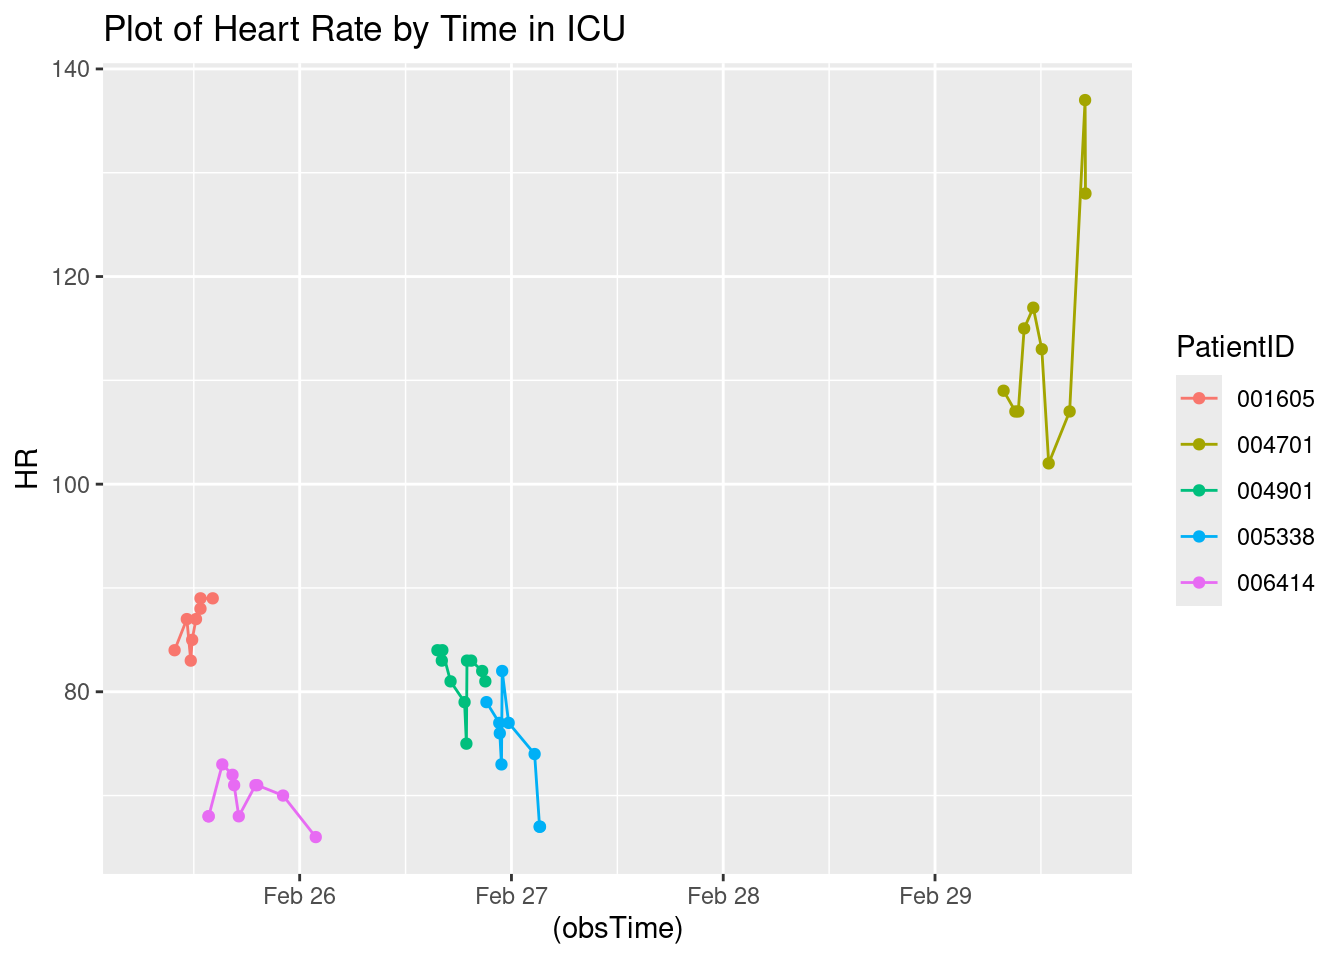 Plot of Heart Rate by Time in ICU
140
120
100
80
HR
Feb 26
Feb 27
Feb 28
Feb 29
(obsTime)
PatientID
001605
004701
004901
005338
006414